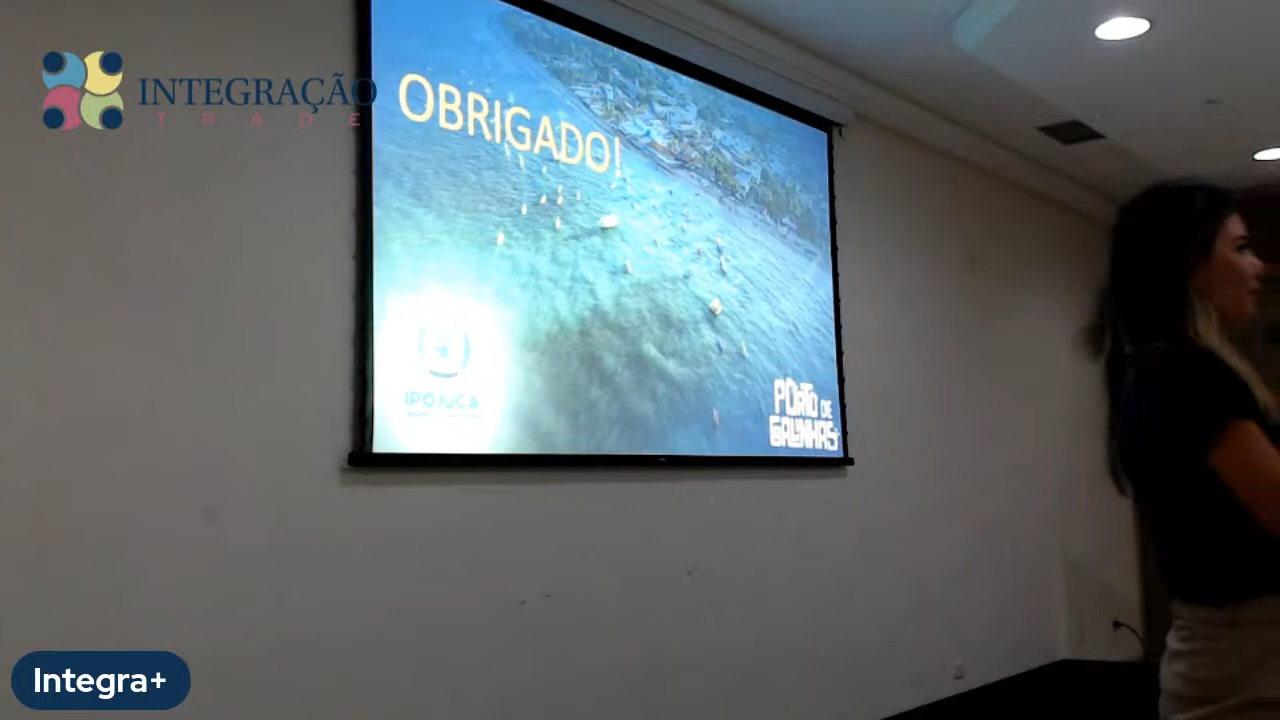 INTEGRAÇÃO
TRADE
OBRIGADO!
IPOJUCA
PORTO DE
GALINHAS
Integra+